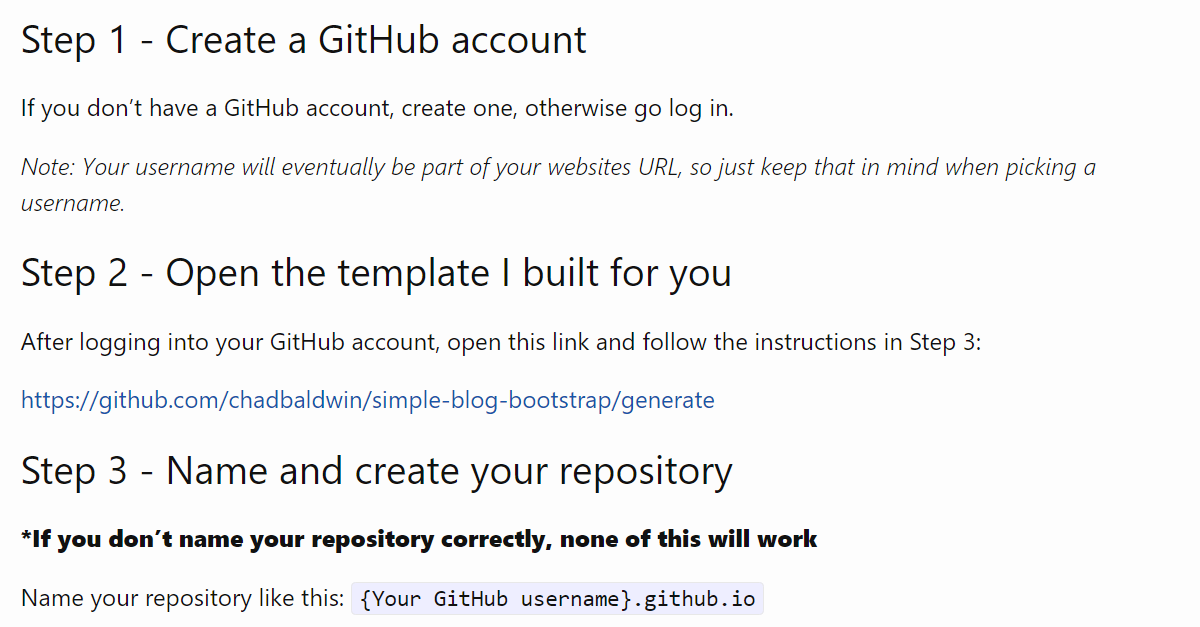 Step 1 - Create a GitHub account
If you don’t have a GitHub account, create one, otherwise go log in.
Note: Your username will eventually be part of your websites URL, so just keep that in mind when picking a
username.
Step 2 - Open the template I built for you
After logging into your GitHub account, open this link and follow the instructions in Step 3:
https://github.com/chadbaldwin/simple-blog-bootstrap/generate
Step 3 - Name and create your repository
*If you don’t name your repository correctly, none of this will work
Name your repository like this: {Your GitHub username}.github.io